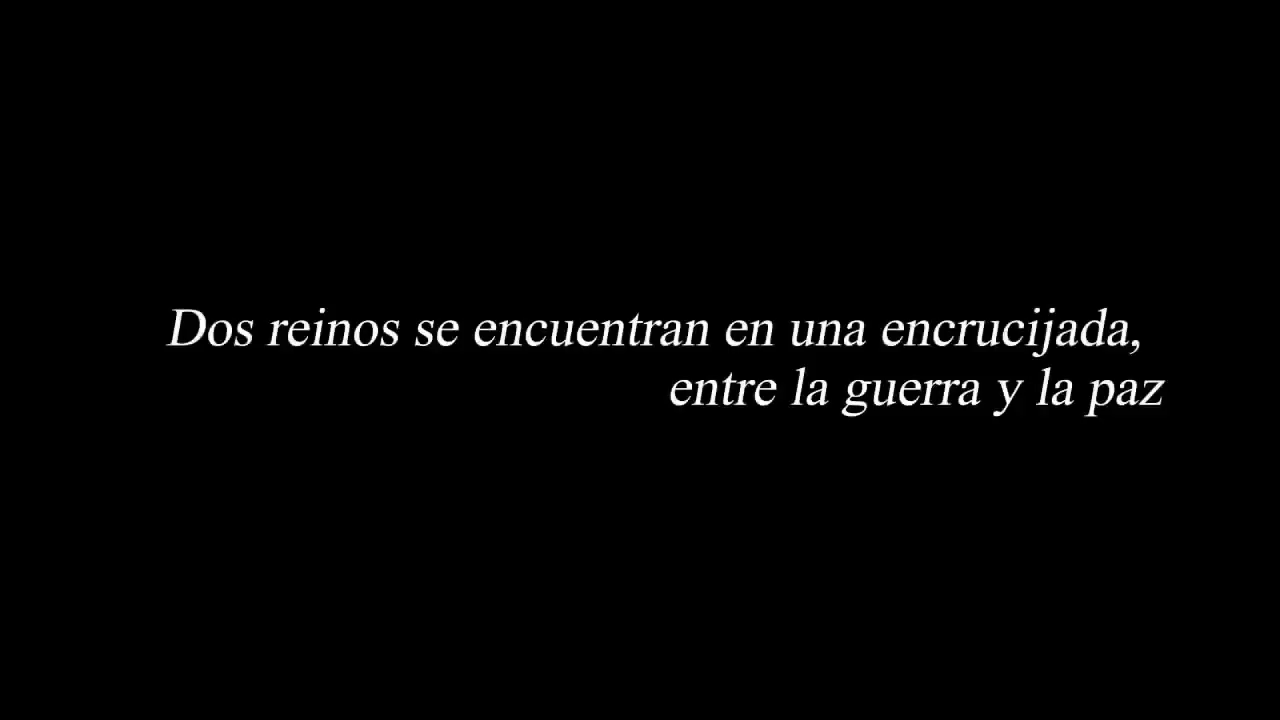 Dos reinos se encuentran en una encrucijada,
entre la guerra y la paz